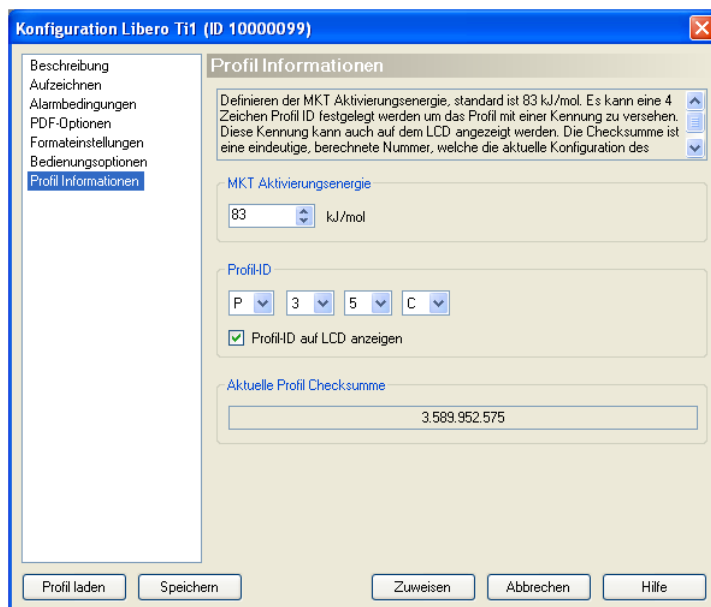 Konfiguration Libero Ti1 (ID 10000099)
Beschreibung
Aufzeichnen
Alarmbedingungen
PDF-Optionen
Formateinstellungen
Bedienungsoptionen
Profil Informationen
Profil Informationen
Definieren der MKT Aktivierungsenergie, standard ist 83 kJ/mol. Es kann eine 4
Zeichen Profil ID festgelegt werden um das Profil mit einer Kennung zu versehen.
Diese Kennung kann auch auf dem LCD angezeigt werden. Die Checksumme ist
eine eindeutige, berechnete Nummer, welche die aktuelle Konfiguration des
MKT Aktivierungsenergie
83 kJ/mol
Profil-ID
P 3 5 C
Profil-ID auf LCD anzeigen
Aktuelle Profil Checksumme
3.589.952.575
Profil laden Speichern Zuweisen Abbrechen Hilfe